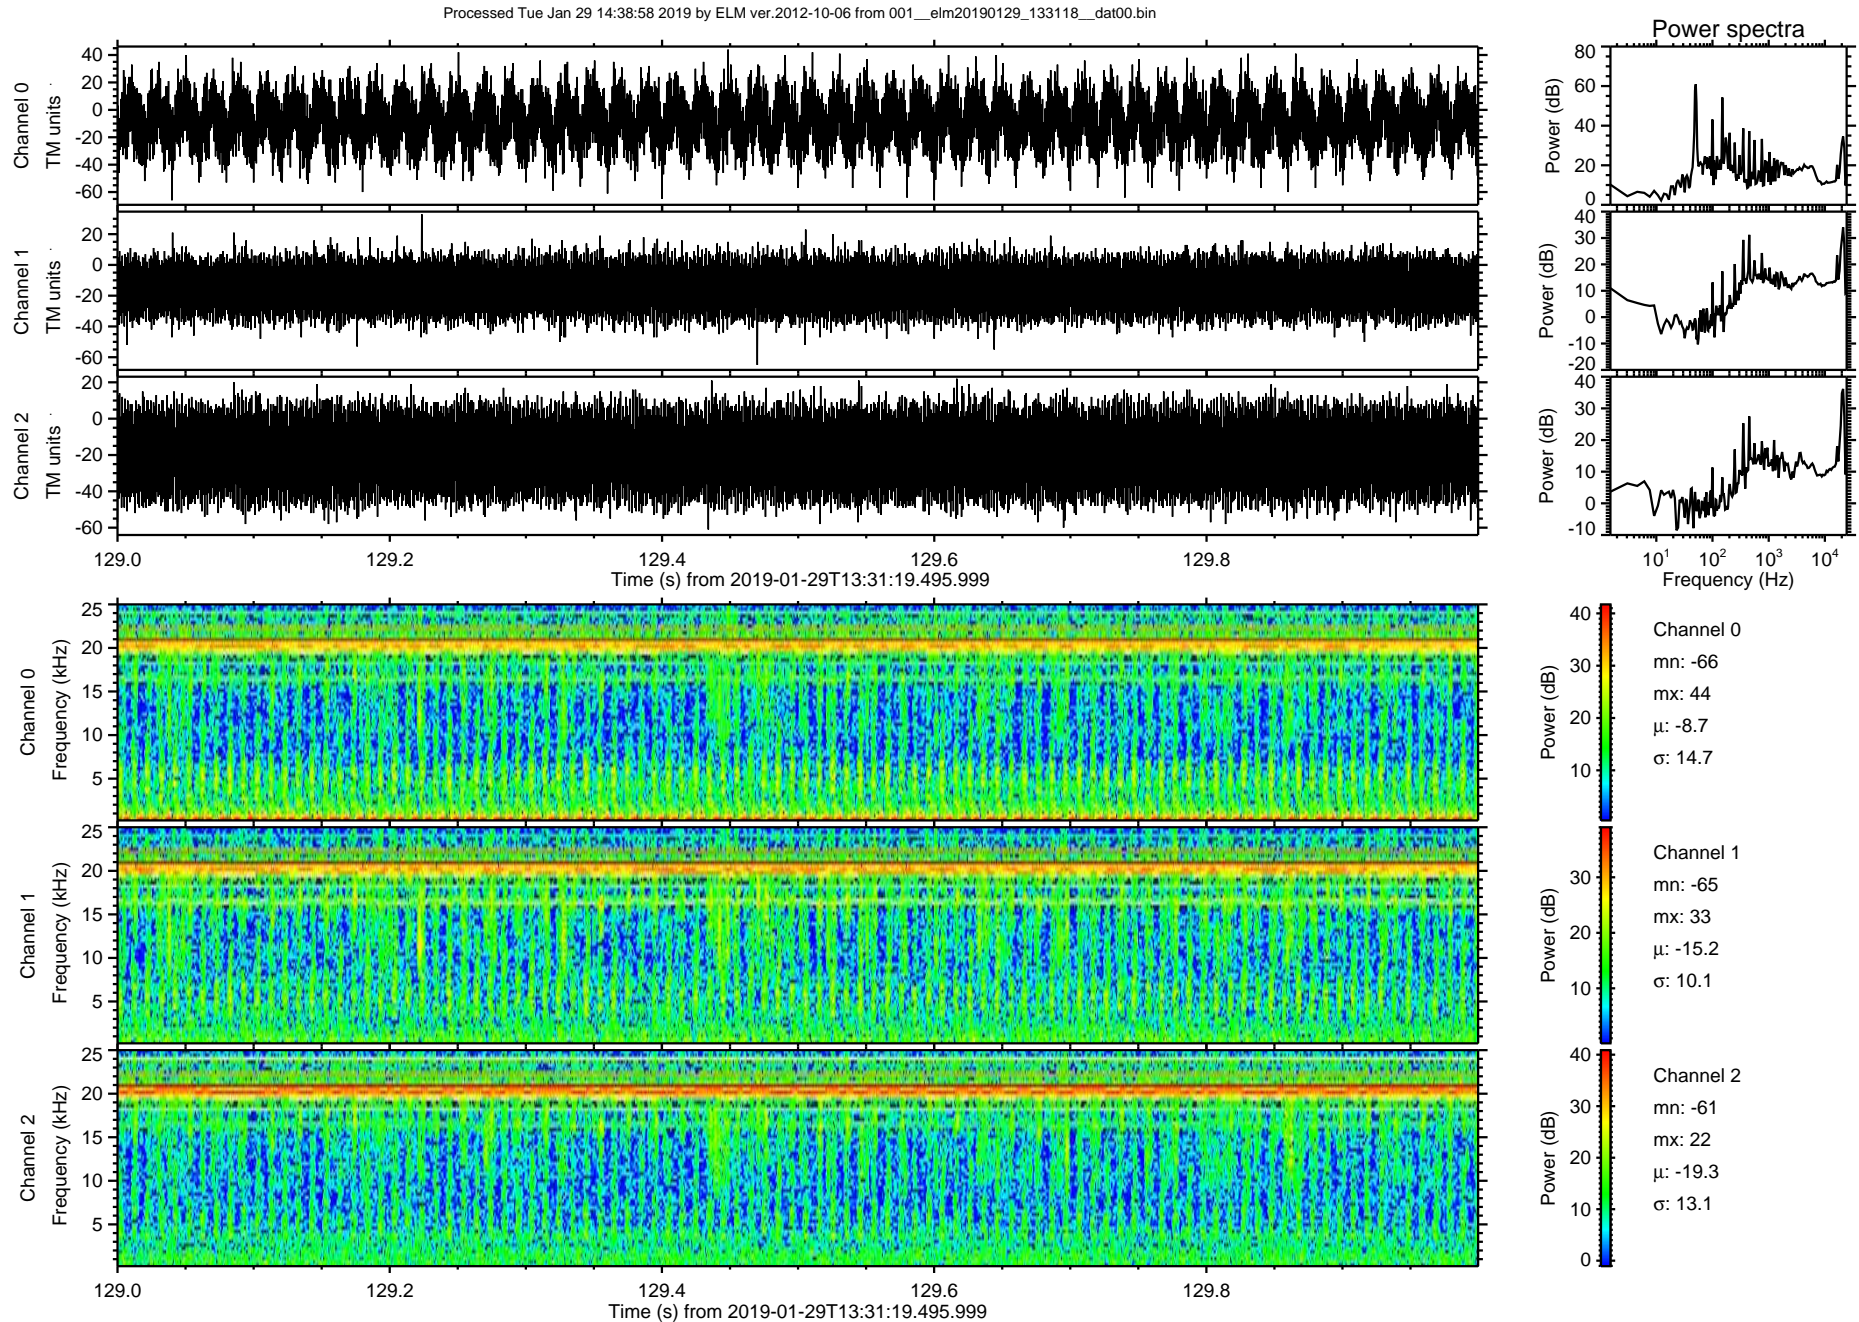 Processed Tue Jan 29 14:38:58 2019 by ELM ver.2012-10-06 from 001__elm20190129_133118__dat00.bin
Power spectra
Channel 0
TM units
40
20
0
-20
-40
-60
Power (dB)
80
60
40
20
0
Channel 1
TM units
20
0
-20
-40
-60
Power (dB)
40
30
20
10
0
-10
-20
Channel 2
TM units
20
0
-20
-40
-60
Power (dB)
40
30
20
10
0
-10
129.0 129.2 129.4 129.6 129.8
Time (s) from 2019-01-29T13:31:19.495.999
10¹ 10² 10³ 10⁴
Frequency (Hz)
Channel 0
Frequency (kHz)
25
20
15
10
5
Power (dB)
40
30
20
10
Channel 0
mn: -66
mx: 44
μ: -8.7
σ: 14.7
Channel 1
Frequency (kHz)
25
20
15
10
5
Power (dB)
30
20
10
Channel 1
mn: -65
mx: 33
μ: -15.2
σ: 10.1
Channel 2
Frequency (kHz)
25
20
15
10
5
Power (dB)
40
30
20
10
0
Channel 2
mn: -61
mx: 22
μ: -19.3
σ: 13.1
129.0 129.2 129.4 129.6 129.8
Time (s) from 2019-01-29T13:31:19.495.999